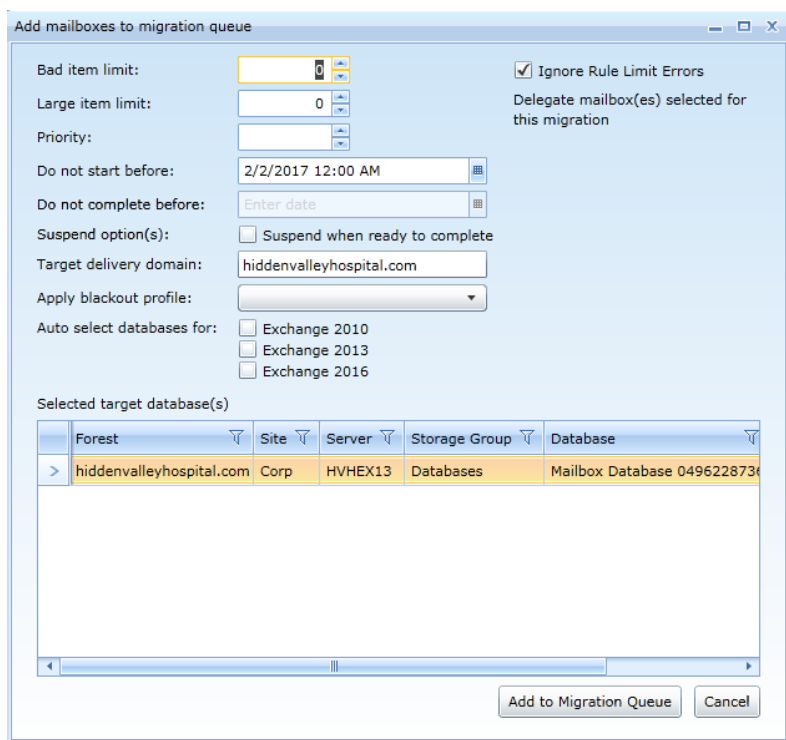 Add mailboxes to migration queue
Bad item limit: 0
Ignore Rule Limit Errors
Large item limit: 0
Delegate mailbox(es) selected for
this migration
Priority:
Do not start before: 2/2/2017 12:00 AM
Do not complete before: Enter date
Suspend option(s): Suspend when ready to complete
Target delivery domain: hiddenvalleyhospital.com
Apply blackout profile:
Auto select databases for: Exchange 2010
Exchange 2013
Exchange 2016
Selected target database(s)
Forest Site Server Storage Group Database
> hiddenvalleyhospital.com Corp HVHEX13 Databases Mailbox Database 0496228736
Add to Migration Queue Cancel